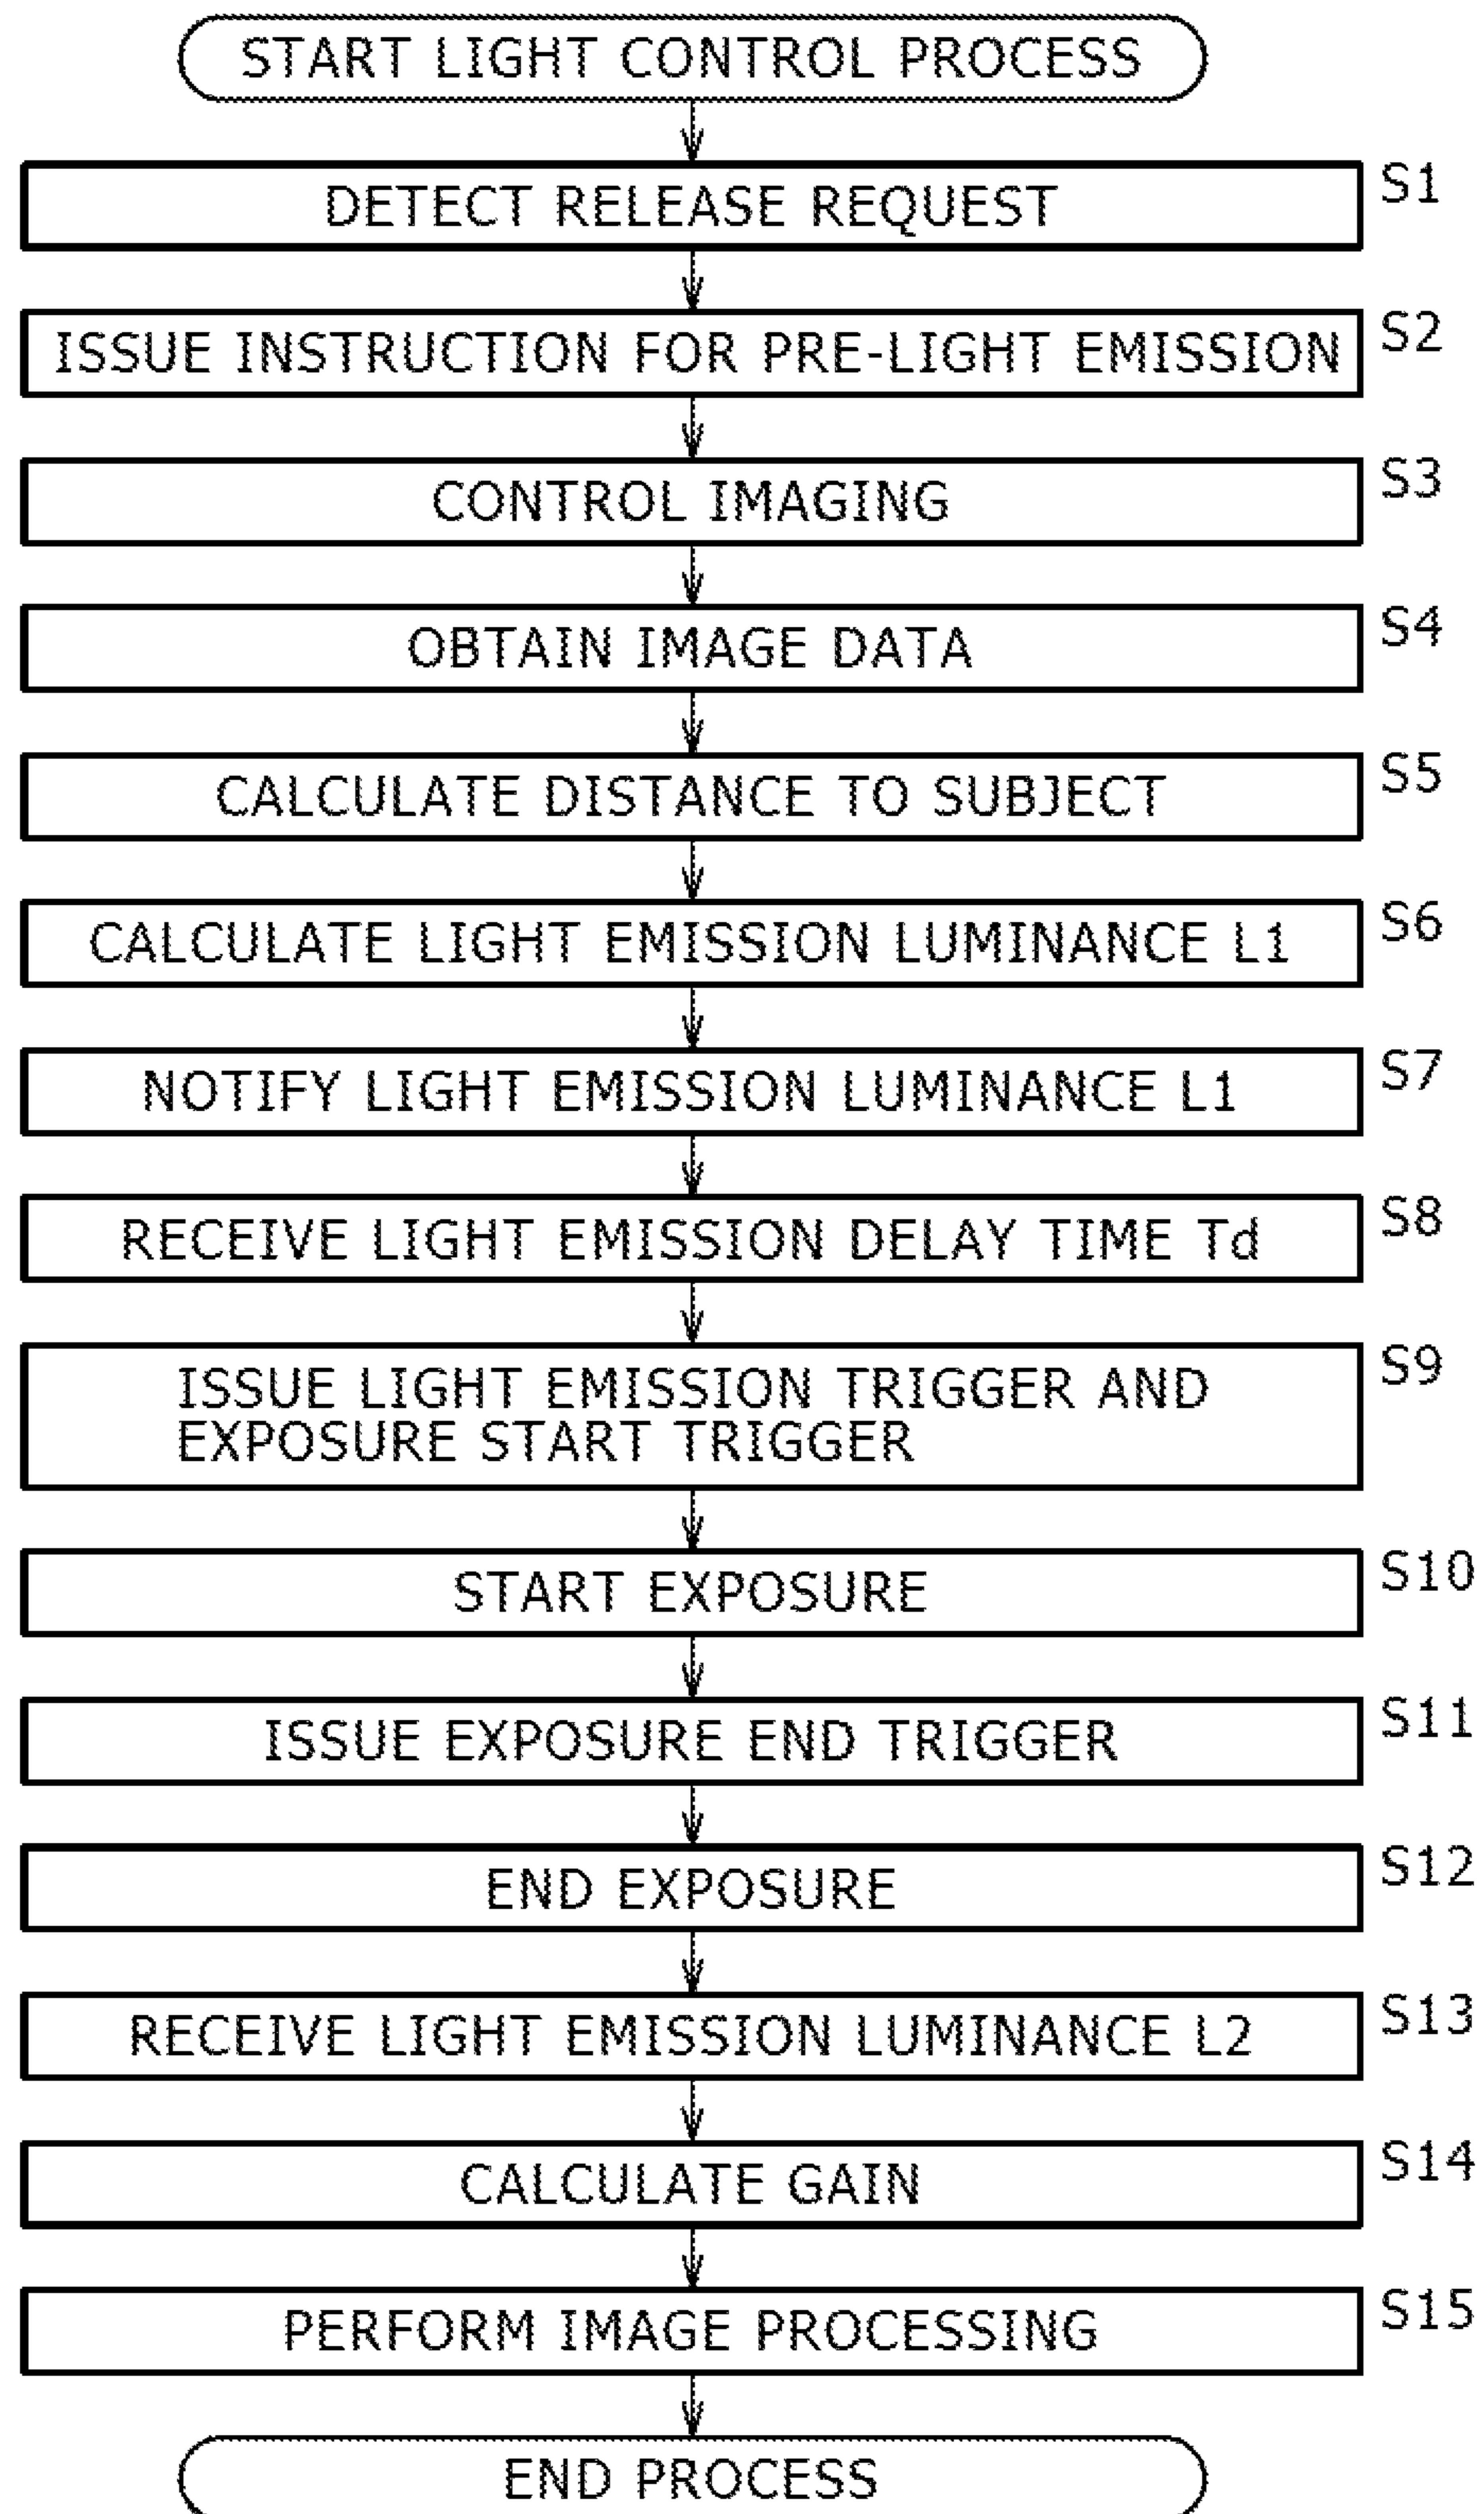 START LIGHT CONTROL PROCESS
DETECT RELEASE REQUEST S1
ISSUE INSTRUCTION FOR PRE-LIGHT EMISSION S2
CONTROL IMAGING S3
OBTAIN IMAGE DATA S4
CALCULATE DISTANCE TO SUBJECT S5
CALCULATE LIGHT EMISSION LUMINANCE L1 S6
NOTIFY LIGHT EMISSION LUMINANCE L1 S7
RECEIVE LIGHT EMISSION DELAY TIME Td S8
ISSUE LIGHT EMISSION TRIGGER AND S9
EXPOSURE START TRIGGER
START EXPOSURE S10
ISSUE EXPOSURE END TRIGGER S11
END EXPOSURE S12
RECEIVE LIGHT EMISSION LUMINANCE L2 S13
CALCULATE GAIN S14
PERFORM IMAGE PROCESSING S15
END PROCESS